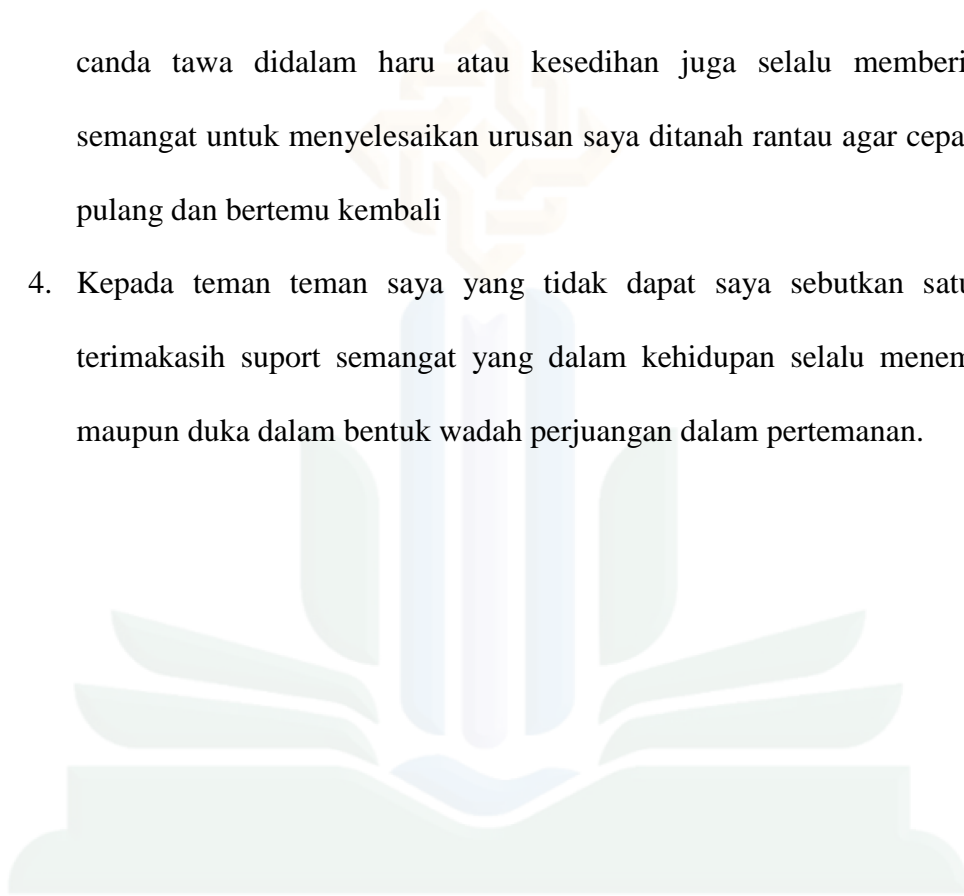 canda tawa didalam haru atau kesedihan juga selalu memberi
semangat untuk menyelesaikan urusan saya ditanah rantau agar cepa
pulang dan bertemu kembali
4. Kepada teman teman saya yang tidak dapat saya sebutkan satu
terimakasih suport semangat yang dalam kehidupan selalu menem
maupun duka dalam bentuk wadah perjuangan dalam pertemanan.